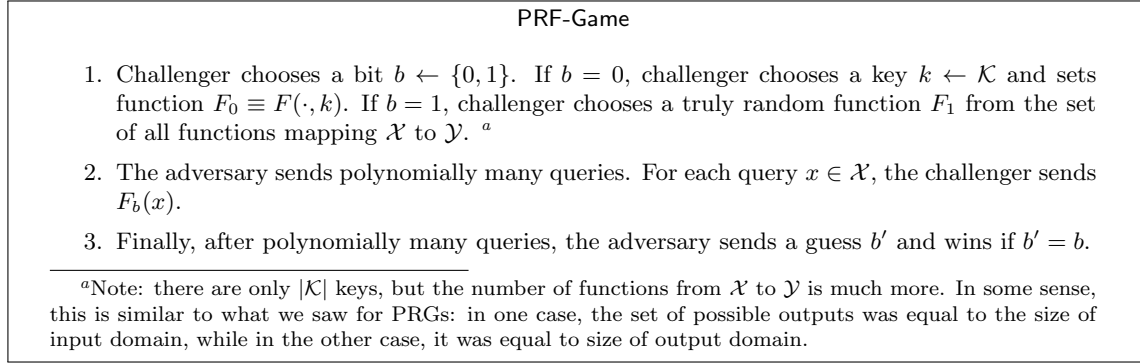 PRF-Game
1. Challenger chooses a bit b ← {0, 1}. If b = 0, challenger chooses a key k ← 𝒦 and sets
function F₀ ≡ F(·, k). If b = 1, challenger chooses a truly random function F₁ from the set
of all functions mapping 𝒳 to 𝒴. ᵃ
2. The adversary sends polynomially many queries. For each query x ∈ 𝒳, the challenger sends
F_b(x).
3. Finally, after polynomially many queries, the adversary sends a guess b′ and wins if b′ = b.
ᵃNote: there are only |𝒦| keys, but the number of functions from 𝒳 to 𝒴 is much more. In some sense,
this is similar to what we saw for PRGs: in one case, the set of possible outputs was equal to the size of
input domain, while in the other case, it was equal to size of output domain.